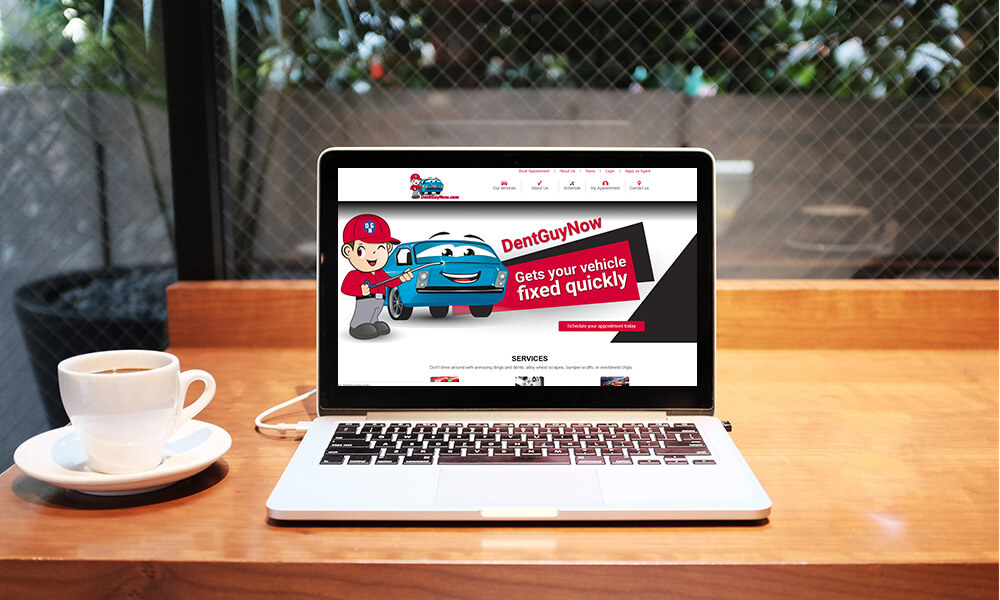 Book Appointment | About Us | News | Login | Apply as Agent
DentGuyNow.com
Our services
About Us
Schedule
My Appointment
Contact us
DentGuyNow
Gets your vehicle
fixed quickly
Schedule your appointment today
SERVICES
Don't drive around with annoying dings and dents, alloy wheel scrapes, bumper scuffs, or windshield chips.